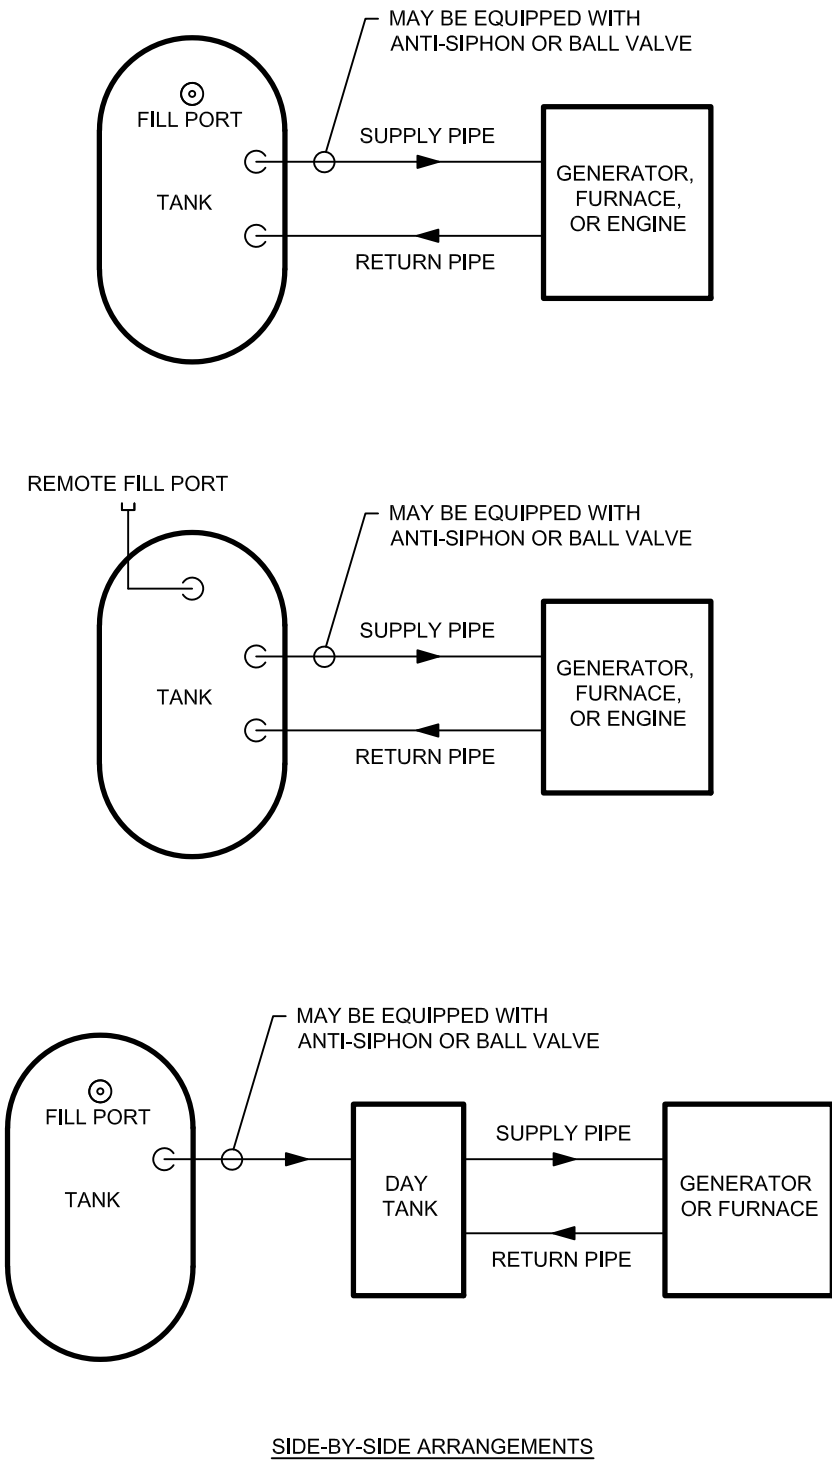 MAY BE EQUIPPED WITH
ANTI-SIPHON OR BALL VALVE
FILL PORT
SUPPLY PIPE
TANK
GENERATOR,
FURNACE,
OR ENGINE
RETURN PIPE
REMOTE FILL PORT
MAY BE EQUIPPED WITH
ANTI-SIPHON OR BALL VALVE
SUPPLY PIPE
TANK
GENERATOR,
FURNACE,
OR ENGINE
RETURN PIPE
MAY BE EQUIPPED WITH
ANTI-SIPHON OR BALL VALVE
FILL PORT
TANK
DAY
TANK
SUPPLY PIPE
GENERATOR
OR FURNACE
RETURN PIPE
SIDE-BY-SIDE ARRANGEMENTS